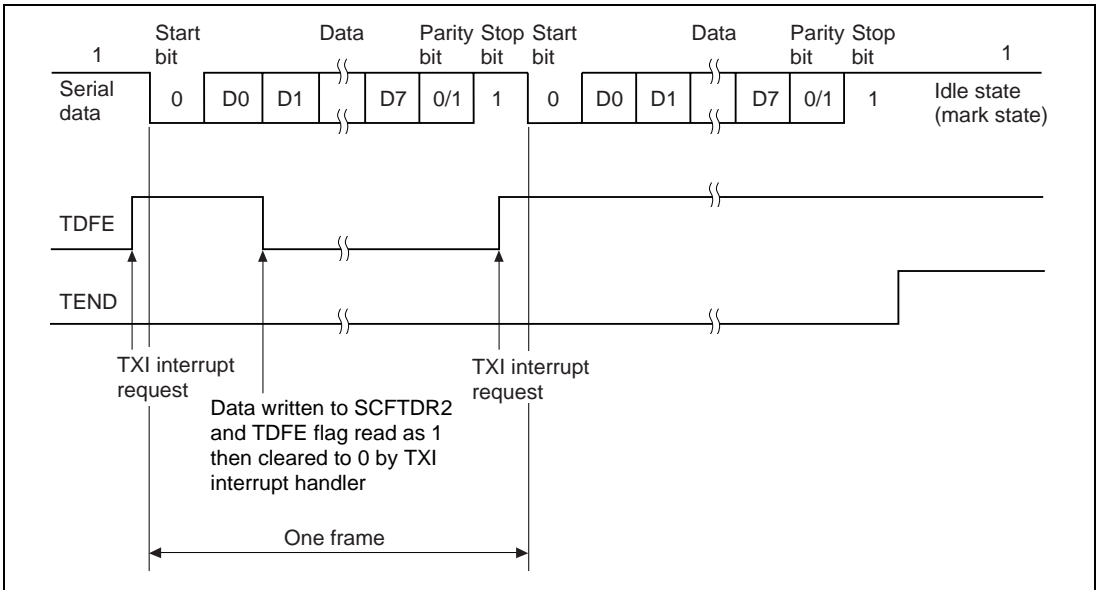 Start Data Parity Stop Start Data Parity Stop
1 bit bit bit bit bit bit 1
Serial data 0 D0 D1 D7 0/1 1 0 D0 D1 D7 0/1 1 Idle state (mark state)
TDFE
TEND
TXI interrupt request
TXI interrupt request
Data written to SCFTDR2
and TDFE flag read as 1
then cleared to 0 by TXI
interrupt handler
One frame